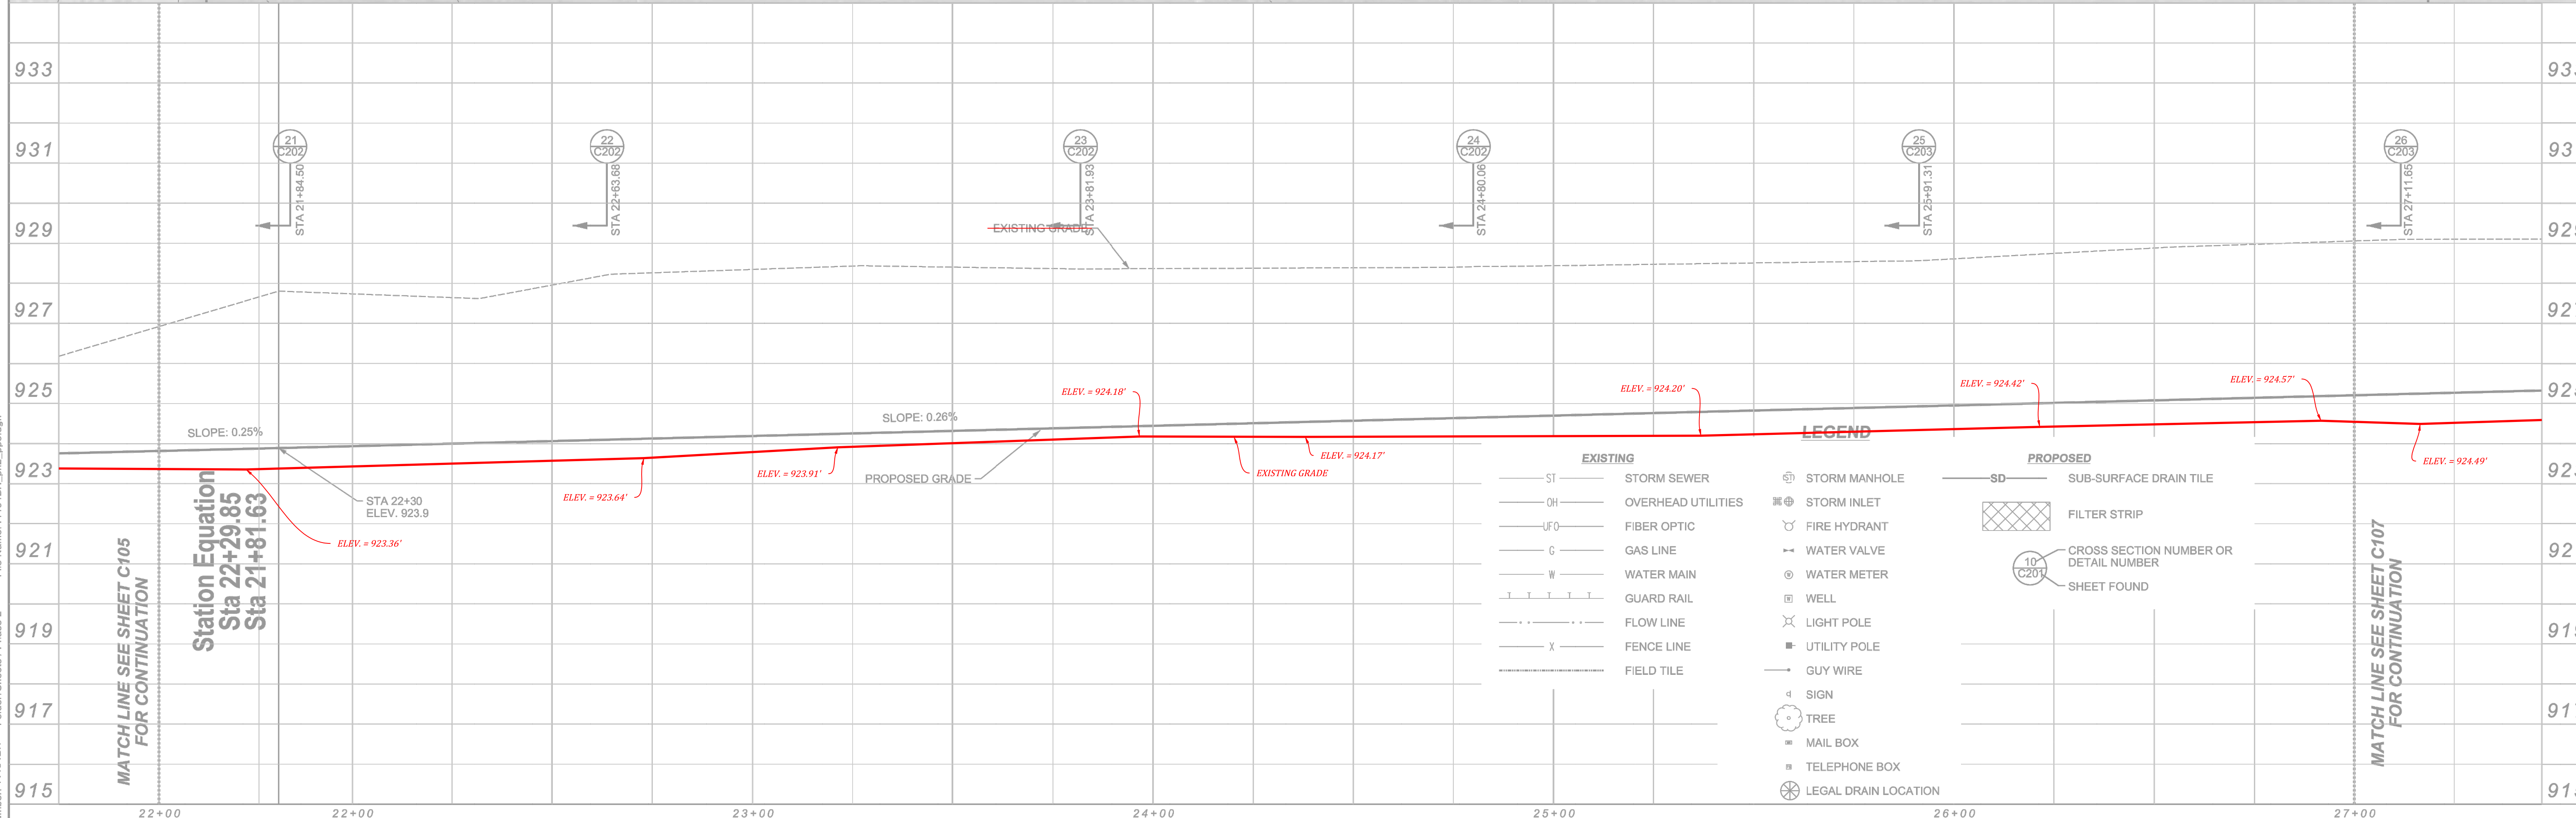 933
93
21
C202
STA 21+84.50
22
C202
STA 22+63.68
23
C202
STA 23+81.93
24
C202
STA 24+80.06
25
C203
STA 25+91.31
26
C203
STA 27+11.65
931
93
929
EXISTING GRADE
929
927
927
925
ELEV. = 924.18'
ELEV. = 924.20'
ELEV. = 924.42'
ELEV. = 924.57'
SLOPE: 0.25%
SLOPE: 0.26%
923
ELEV. = 923.91'
PROPOSED GRADE
ELEV. = 923.64'
EXISTING GRADE
ELEV. = 924.17'
ELEV. = 924.49'
STA 22+30
ELEV. 923.9
ELEV. = 923.36'
921
92
919
917
915
MATCH LINE SEE SHEET C105
FOR CONTINUATION
Station Equation
Sta 22+29.85
Sta 21+81.63
LEGEND
EXISTING
ST STORM SEWER
OH OVERHEAD UTILITIES
UFO FIBER OPTIC
G GAS LINE
W WATER MAIN
T T T T T GUARD RAIL
FLOW LINE
X FENCE LINE
FIELD TILE
ST STORM MANHOLE
STORM INLET
FIRE HYDRANT
WATER VALVE
WATER METER
W WELL
LIGHT POLE
UTILITY POLE
GUY WIRE
SIGN
TREE
MAIL BOX
TELEPHONE BOX
LEGAL DRAIN LOCATION
PROPOSED
SD SUB-SURFACE DRAIN TILE
FILTER STRIP
10
C201
CROSS SECTION NUMBER OR
DETAIL NUMBER
SHEET FOUND
MATCH LINE SEE SHEET C107
FOR CONTINUATION
22+00
22+00
23+00
24+00
25+00
26+00
27+00